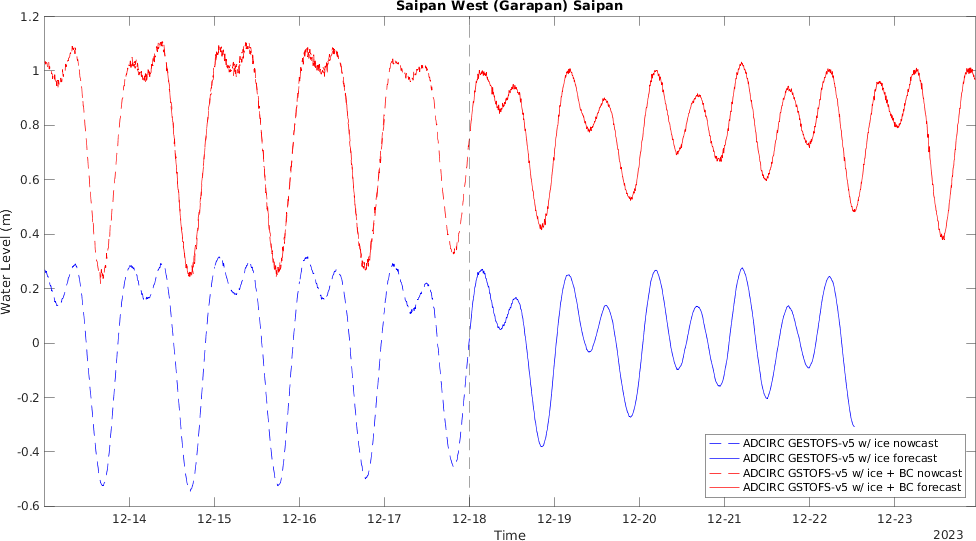 Saipan West (Garapan) Saipan
1.2
1
0.8
0.6
0.4
0.2
0
-0.2
-0.4
-0.6
Water Level (m)
ADCIRC GESTOFS-v5 w/ ice nowcast
ADCIRC GESTOFS-v5 w/ ice forecast
ADCIRC GSTOFS-v5 w/ ice + BC nowcast
ADCIRC GSTOFS-v5 w/ ice + BC forecast
12-14 12-15 12-16 12-17 12-18 12-19 12-20 12-21 12-22 12-23
Time
2023